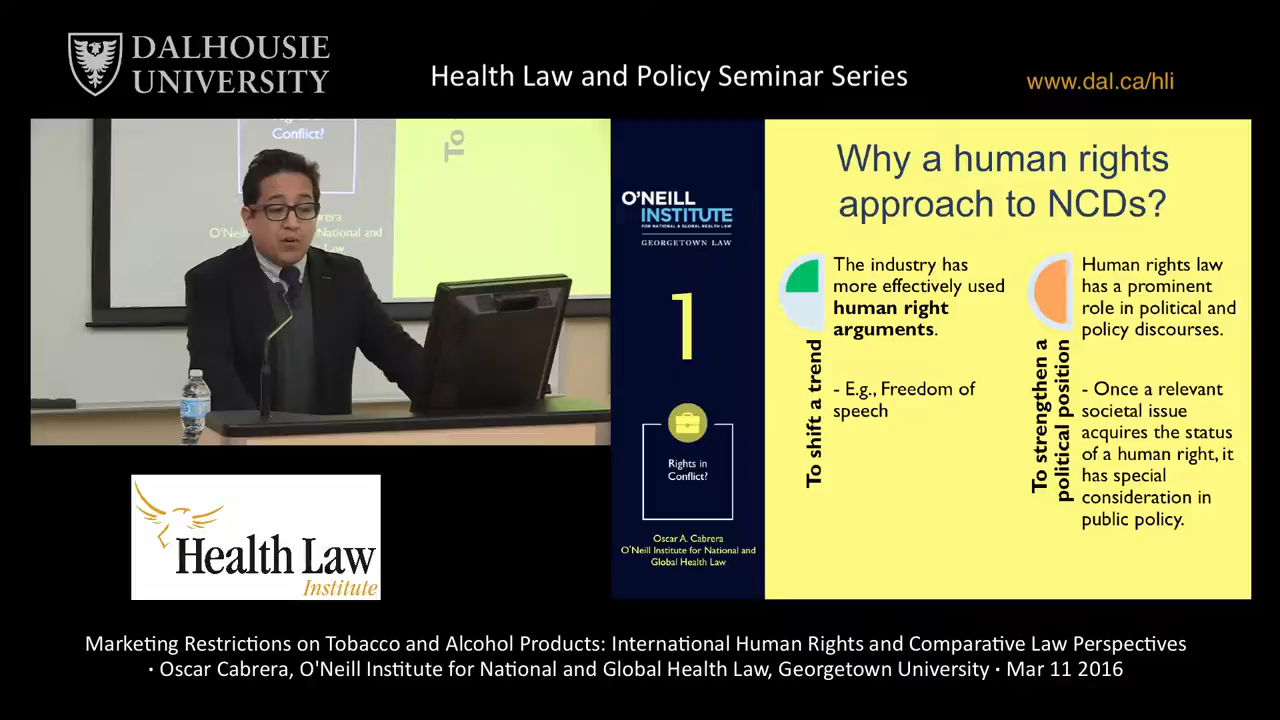 DALHOUSIE
UNIVERSITY
Health Law and Policy Seminar Series
www.dal.ca/hli
Conflict?
To
O'NEILL
INSTITUTE
FOR NATIONAL & GLOBAL HEALTH LAW
GEORGETOWN LAW
1
Rights in
Conflict?
Oscar A. Cabrera
O'Neill Institute for National and
Global Health Law
Why a human rights
approach to NCDs?
To shift a trend
The industry has
more effectively used
human right
arguments.
- E.g., Freedom of
speech
To strengthen a
political position
Human rights law
has a prominent
role in political and
policy discourses.
- Once a relevant
societal issue
acquires the status
of a human right, it
has special
consideration in
public policy.
Health Law
Institute
Marketing Restrictions on Tobacco and Alcohol Products: International Human Rights and Comparative Law Perspectives
· Oscar Cabrera, O'Neill Institute for National and Global Health Law, Georgetown University · Mar 11 2016